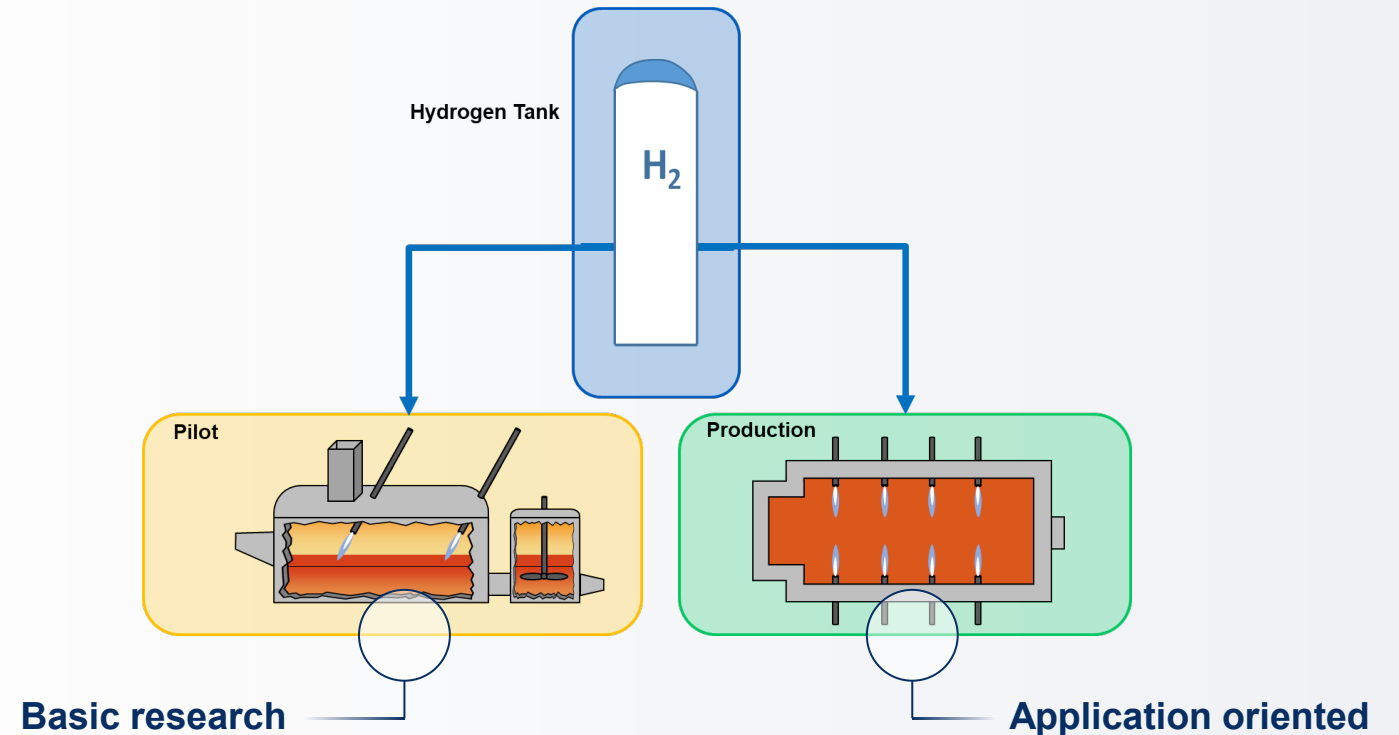 Hydrogen Tank
H₂
Pilot
Production
Basic research
Application oriented